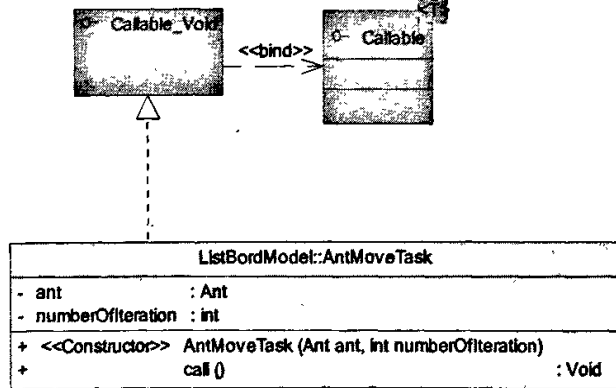 <T>
Callable_Void
<<bind>>
Callable
ListBordModel::AntMoveTask
- ant : Ant
- numberOfIteration : int
+ <<Constructor>> AntMoveTask (Ant ant, int numberOfIteration)
+ call () : Void